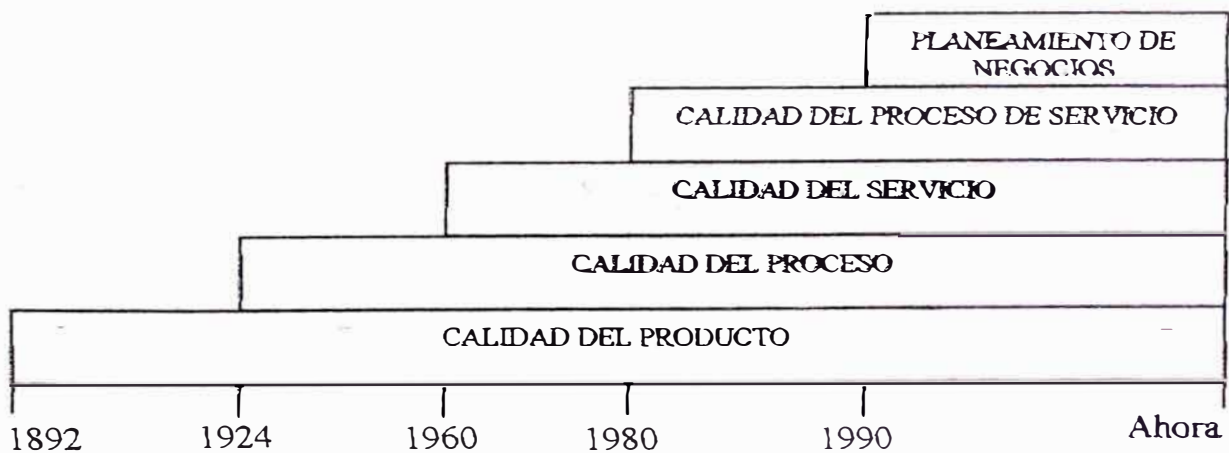 PLANEAMIENTO DE
NEGOCIOS
CALIDAD DEL PROCESO DE SERVICIO
CALIDAD DEL SERVICIO
CALIDAD DEL PROCESO
CALIDAD DEL PRODUCTO
1892 1924 1960 1980 1990 Ahora